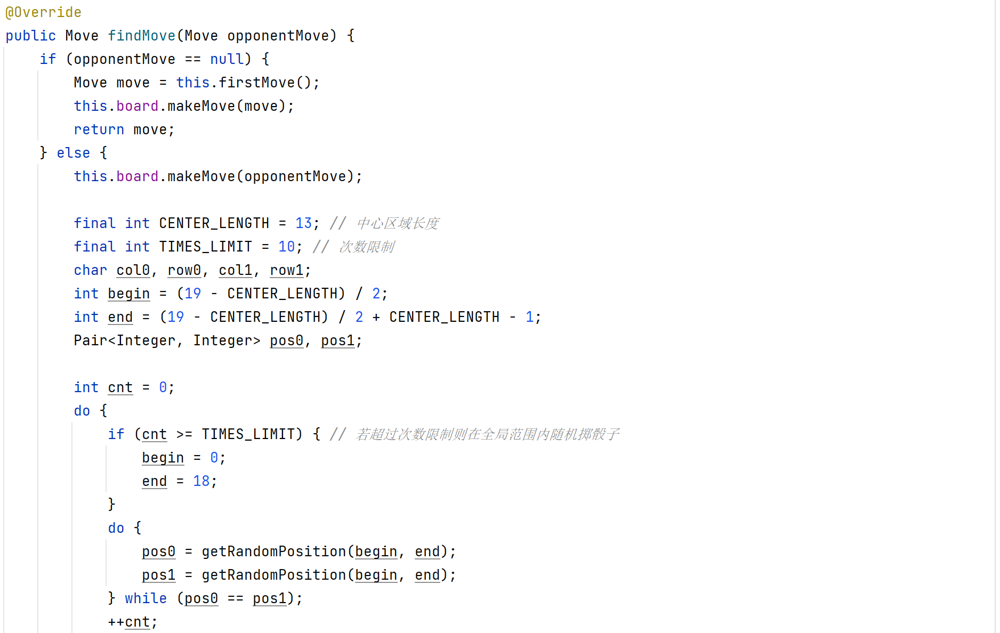 @Override
public Move findMove(Move opponentMove) {
    if (opponentMove == null) {
        Move move = this.firstMove();
        this.board.makeMove(move);
        return move;
    } else {
        this.board.makeMove(opponentMove);

        final int CENTER_LENGTH = 13; // 中心区域长度
        final int TIMES_LIMIT = 10; // 次数限制
        char col0, row0, col1, row1;
        int begin = (19 - CENTER_LENGTH) / 2;
        int end = (19 - CENTER_LENGTH) / 2 + CENTER_LENGTH - 1;
        Pair<Integer, Integer> pos0, pos1;

        int cnt = 0;
        do {
            if (cnt >= TIMES_LIMIT) { // 若超过次数限制则在全局范围内随机掷骰子
                begin = 0;
                end = 18;
            }
            do {
                pos0 = getRandomPosition(begin, end);
                pos1 = getRandomPosition(begin, end);
            } while (pos0 == pos1);
            ++cnt;